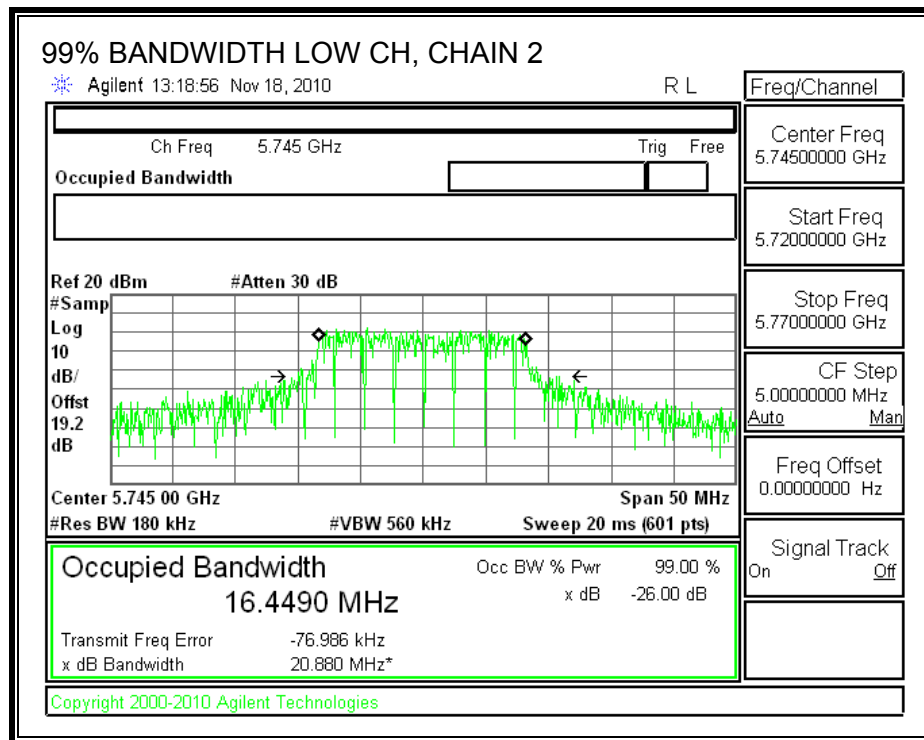 99% BANDWIDTH LOW CH, CHAIN 2
Agilent 13:18:56 Nov 18, 2010 R L
Freq/Channel
Ch Freq 5.745 GHz Trig Free
Occupied Bandwidth
Center Freq
5.74500000 GHz
Start Freq
5.72000000 GHz
Stop Freq
5.77000000 GHz
CF Step
5.00000000 MHz
Auto Man
Freq Offset
0.00000000 Hz
Signal Track
On Off
Ref 20 dBm #Atten 30 dB
#Samp
Log
10
dB/
Offst
19.2
dB
Center 5.745 00 GHz Span 50 MHz
#Res BW 180 kHz #VBW 560 kHz Sweep 20 ms (601 pts)
Occupied Bandwidth Occ BW % Pwr 99.00 %
16.4490 MHz x dB -26.00 dB
Transmit Freq Error -76.986 kHz
x dB Bandwidth 20.880 MHz*
Copyright 2000-2010 Agilent Technologies